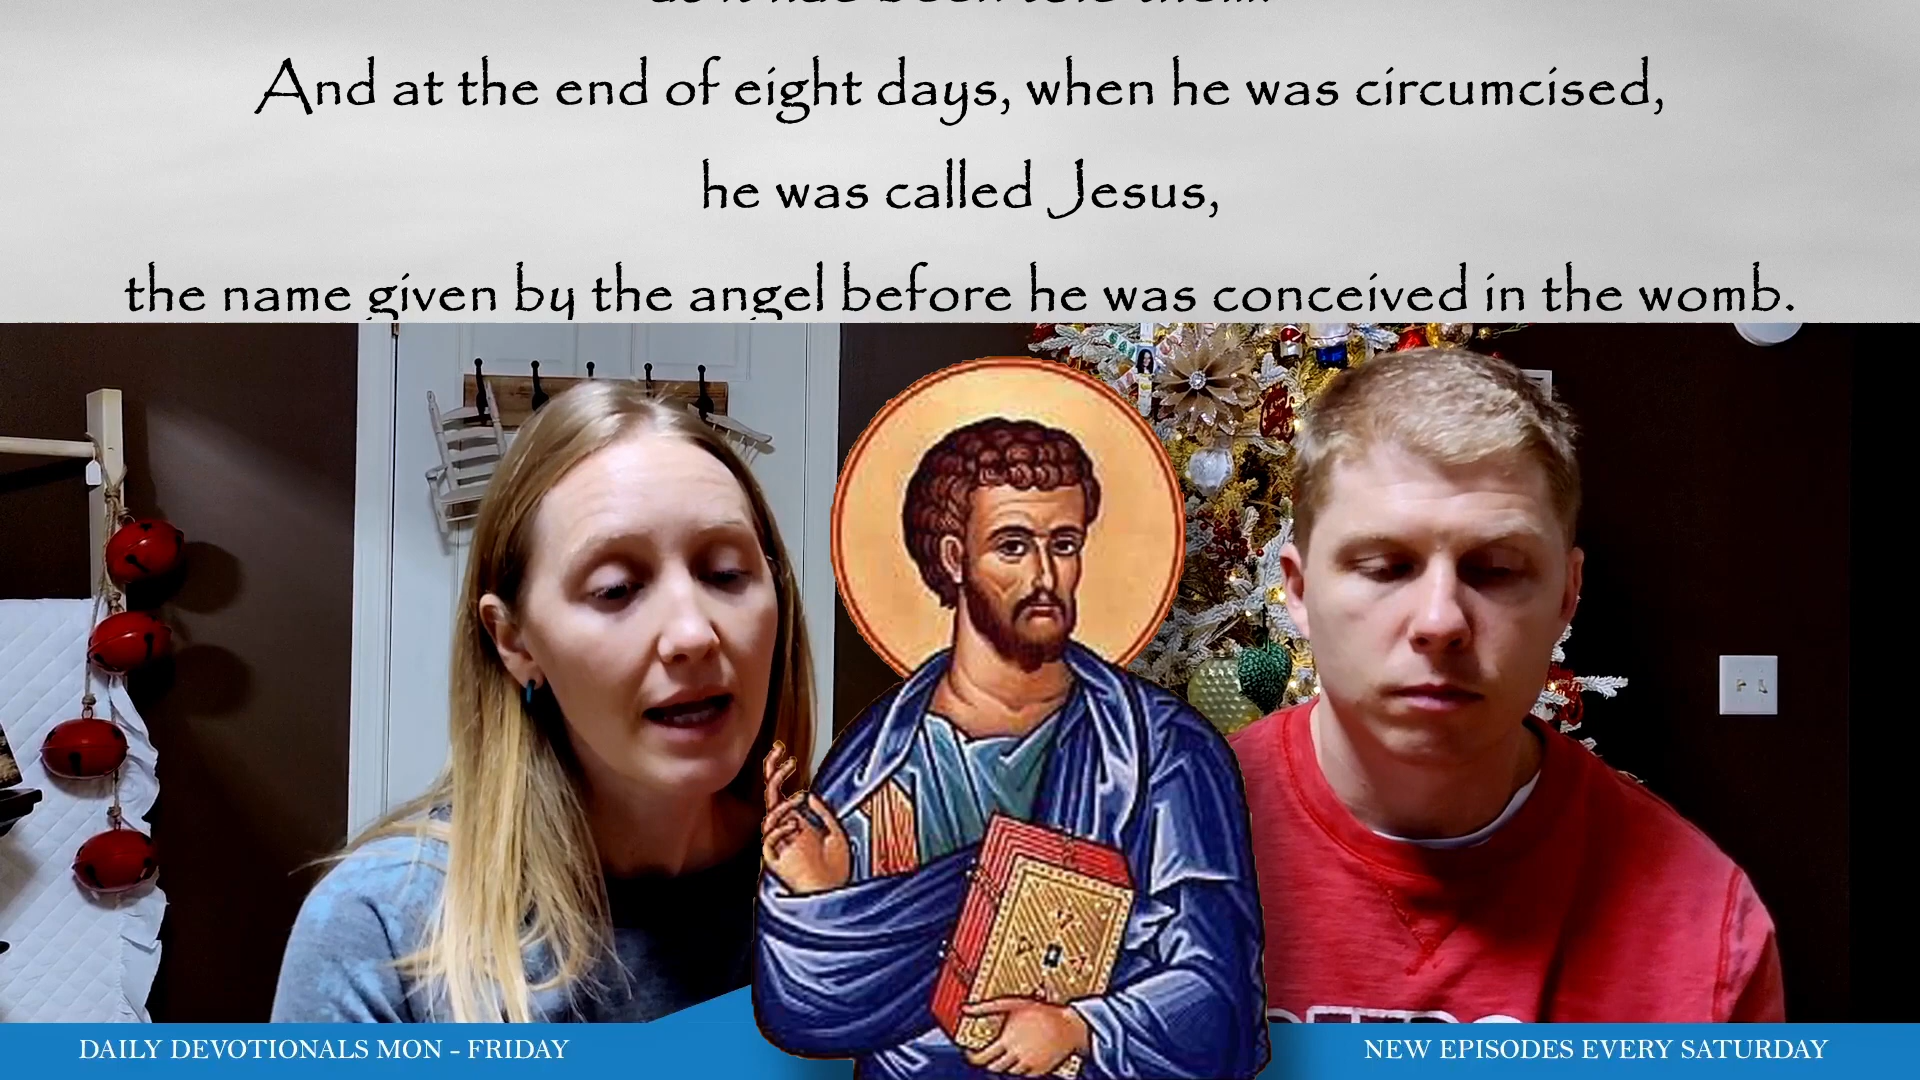 And at the end of eight days, when he was circumcised,
he was called Jesus,
the name given by the angel before he was conceived in the womb.
DAILY DEVOTIONALS MON - FRIDAY
NEW EPISODES EVERY SATURDAY